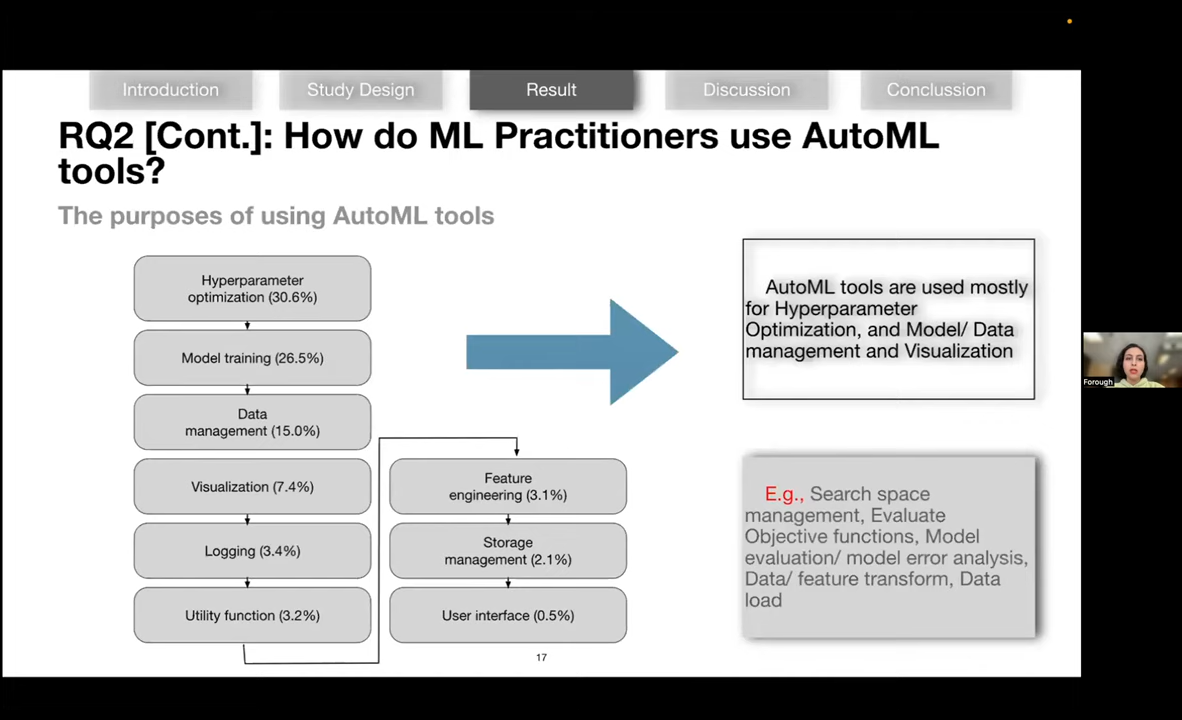 Introduction
Study Design
Result
Discussion
Conclussion
RQ2 [Cont.]: How do ML Practitioners use AutoML
tools?
The purposes of using AutoML tools
Hyperparameter
optimization (30.6%)
Model training (26.5%)
Data
management (15.0%)
Visualization (7.4%)
Logging (3.4%)
Utility function (3.2%)
Feature
engineering (3.1%)
Storage
management (2.1%)
User interface (0.5%)
AutoML tools are used mostly
for Hyperparameter
Optimization, and Model/ Data
management and Visualization
E.g., Search space
management, Evaluate
Objective functions, Model
evaluation/ model error analysis,
Data/ feature transform, Data
load
17
Forough